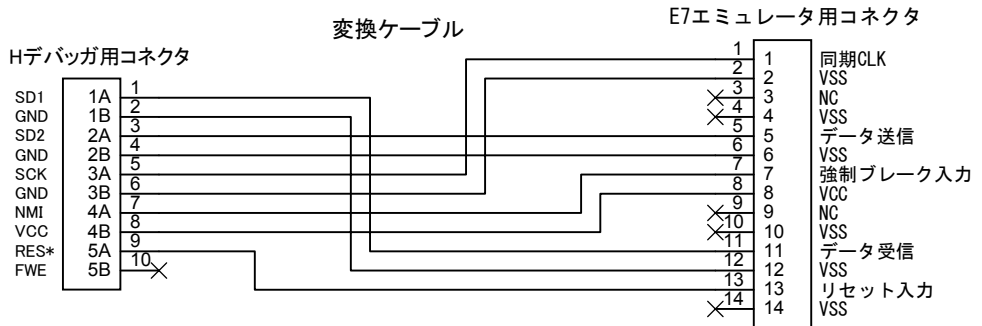 変換ケーブル
E7エミュレータ用コネクタ
Hデバッガ用コネクタ
SD1 1A 1
GND 1B 2
SD2 2A 3
GND 2B 4
SCK 3A 5
GND 3B 6
NMI 4A 7
VCC 4B 8
RES* 5A 9
FWE 5B 10
1 1 同期CLK
2 2 VSS
3 3 NC
4 4 VSS
5 5 データ送信
6 6 VSS
7 7 強制ブレーク入力
8 8 VCC
9 9 NC
10 10 VSS
11 11 データ受信
12 12 VSS
13 13 リセット入力
14 14 VSS